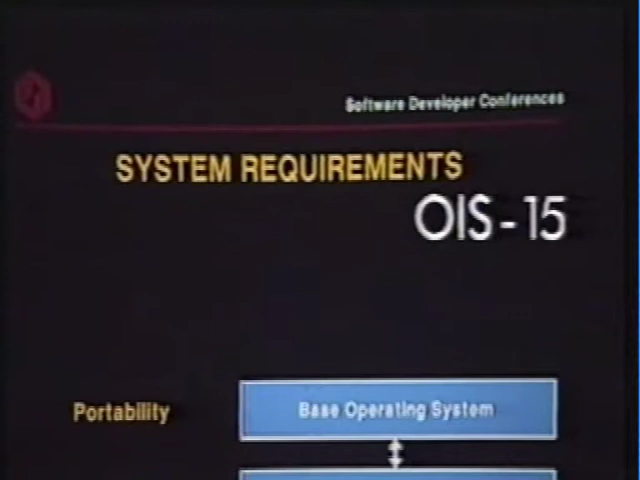 Software Developer Conferences
SYSTEM REQUIREMENTS
OIS-15
Portability
Base Operating System